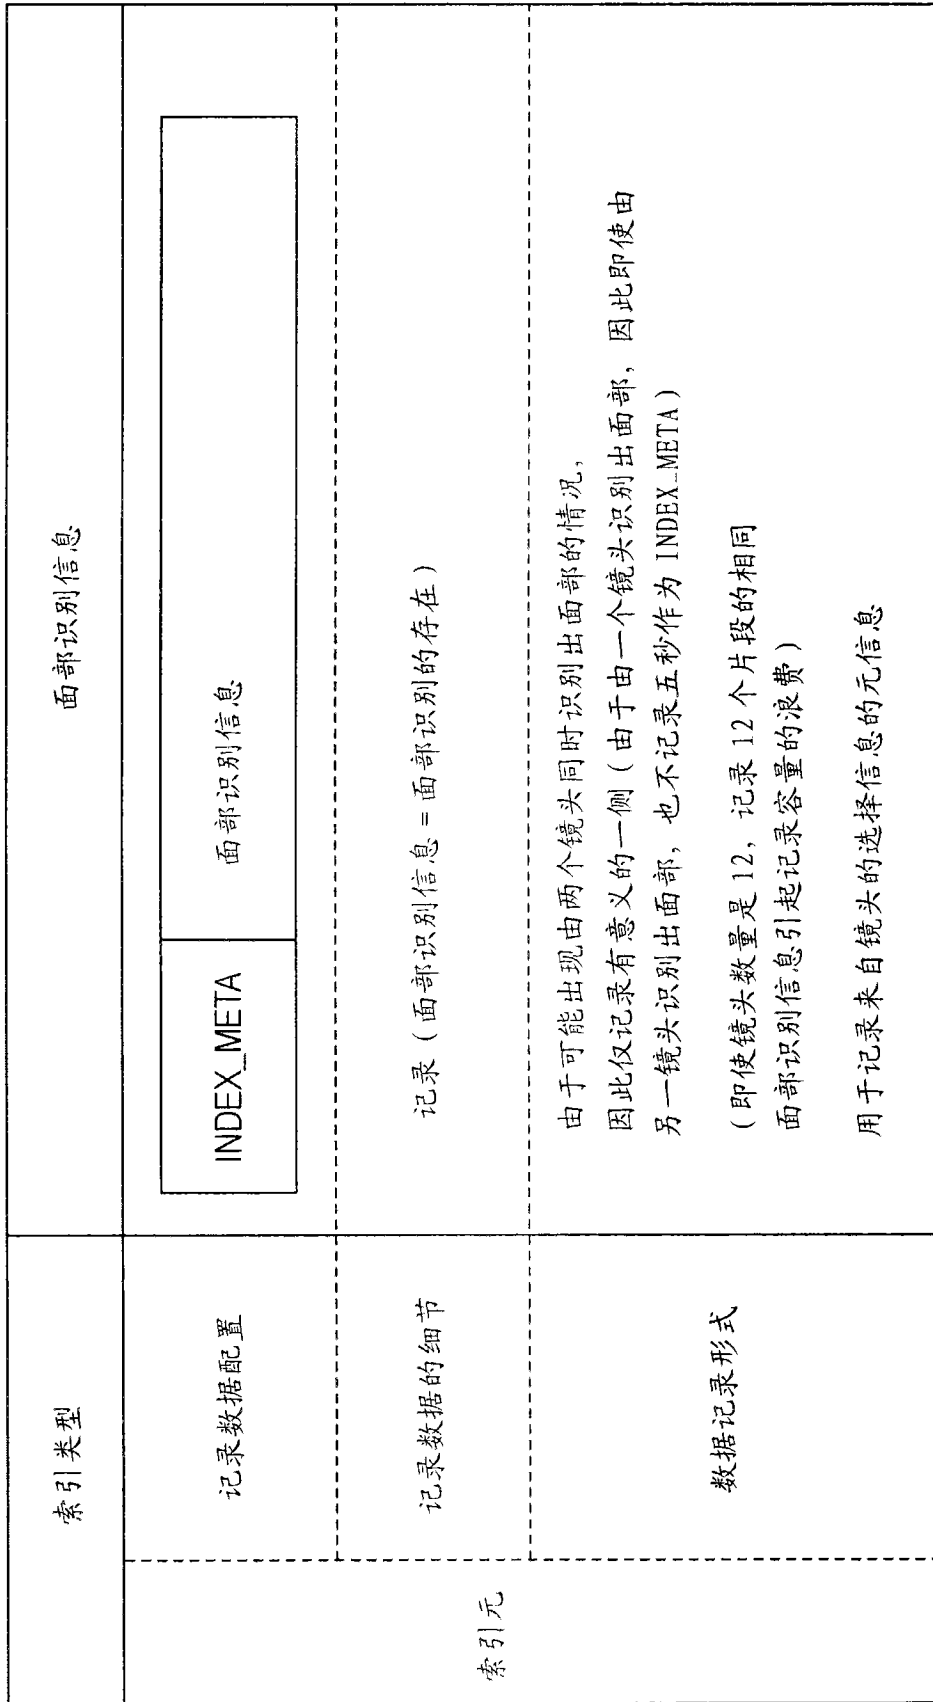 索引类型
面部识别信息
索引元
记录数据配置
INDEX_META
面部识别信息
记录数据的细节
记录（面部识别信息=面部识别的存在）
数据记录形式
由于可能出现由两个镜头同时识别出面部的情况，
因此仅记录有意义的一侧（由于由一个镜头识别出面部，因此即使由
另一镜头识别出面部，也不记录五秒作为 INDEX_META）
（即使镜头数量是12，记录12个片段的相同
面部识别信息引起记录容量的浪费）
用于记录来自镜头的选择信息的元信息